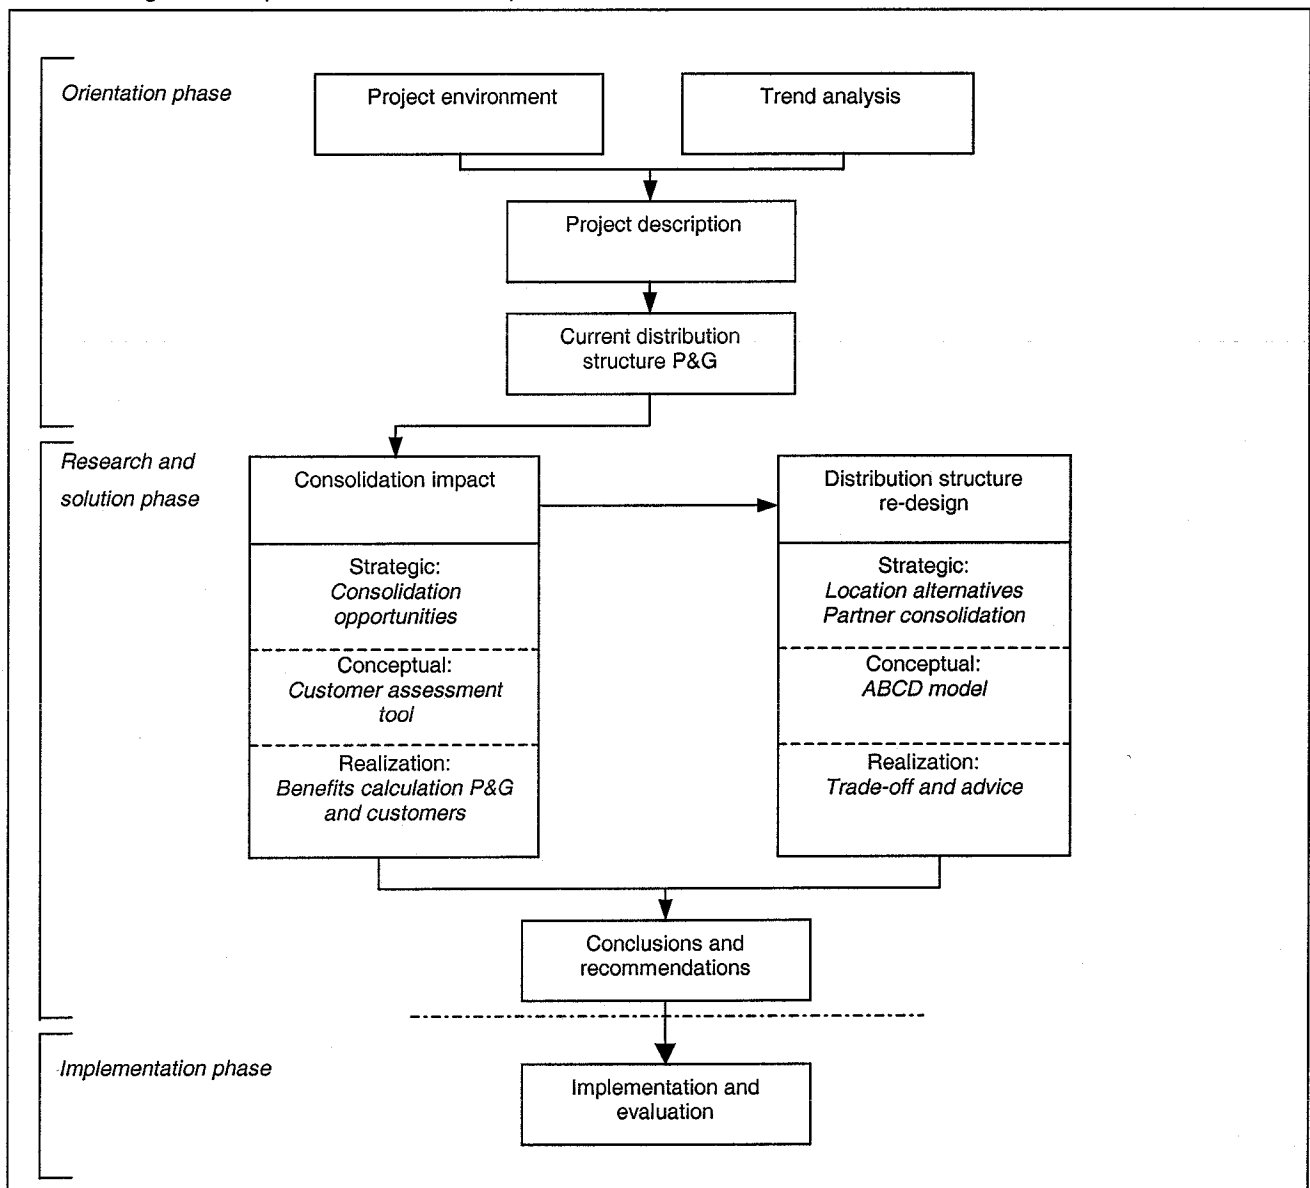 Orientation phase
Project environment
Trend analysis
Project description
Current distribution
structure P&G
Research and
solution phase
Consolidation impact
Strategic:
Consolidation
opportunities
Conceptual:
Customer assessment
tool
Realization:
Benefits calculation P&G
and customers
Distribution structure
re-design
Strategic:
Location alternatives
Partner consolidation
Conceptual:
ABCD model
Realization:
Trade-off and advice
Conclusions and
recommendations
Implementation phase
Implementation and
evaluation